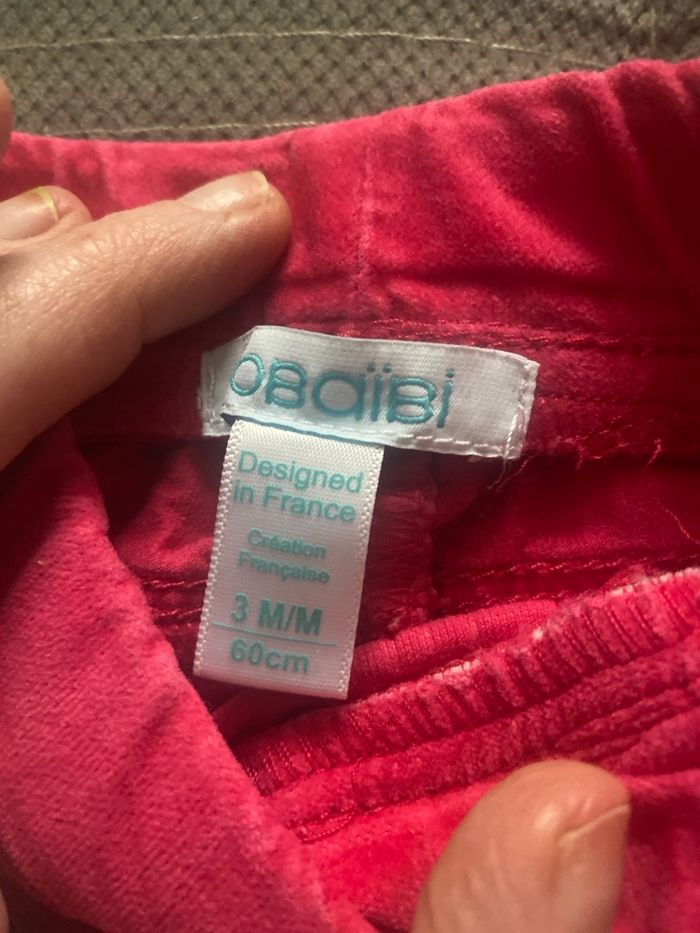 OBaïBi
Designed
in France
Création
Française
3 M/M
60cm